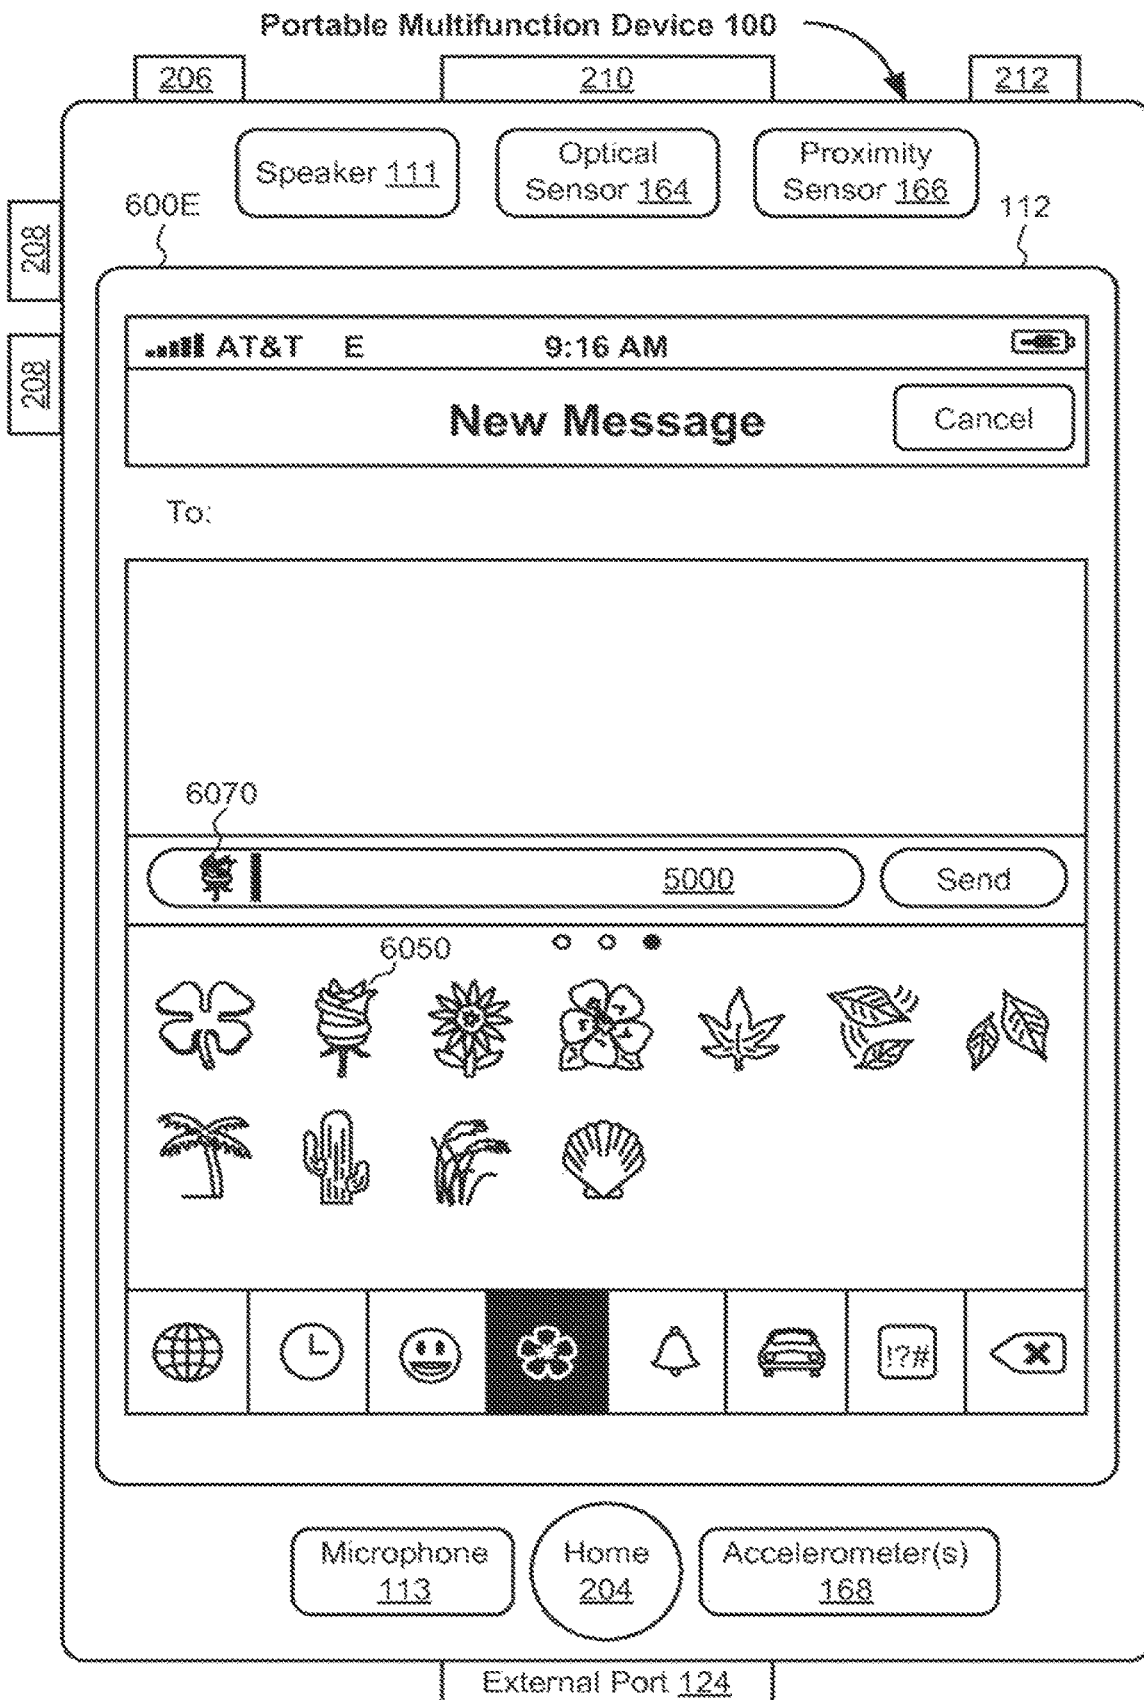 Portable Multifunction Device 100
206
210
212
Speaker 111
Optical
Sensor 164
Proximity
Sensor 166
600E
112
208
208
AT&T E 9:16 AM
New Message
Cancel
To:
6070
5000
Send
6050
!?#
Microphone
113
Home
204
Accelerometer(s)
168
External Port 124